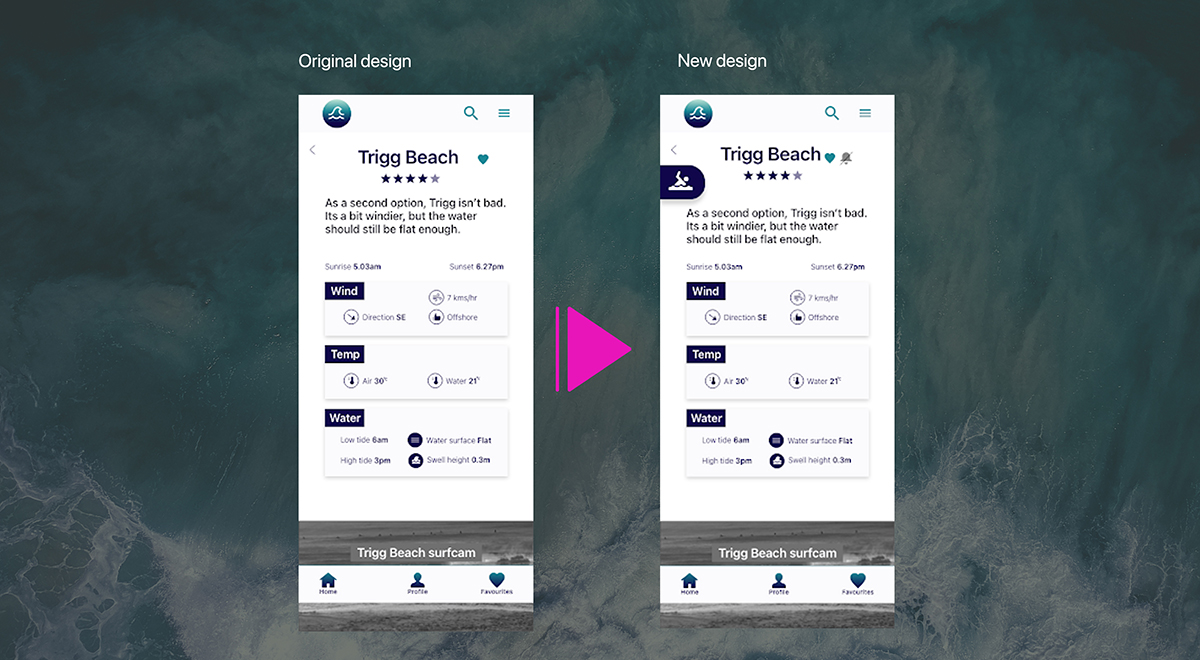 Original design
New design
Trigg Beach
As a second option, Trigg isn't bad.
Its a bit windier, but the water
should still be flat enough.
Sunrise 5.03am
Sunset 6.27pm
Wind
7 kms/hr
Direction SE
Offshore
Temp
Air 30°c
Water 21°c
Water
Low tide 6am
Water surface Flat
High tide 3pm
Swell height 0.3m
Trigg Beach surfcam
Home
Profile
Favourites
Trigg Beach
As a second option, Trigg isn't bad.
Its a bit windier, but the water
should still be flat enough.
Sunrise 5.03am
Sunset 6.27pm
Wind
7 kms/hr
Direction SE
Offshore
Temp
Air 30°c
Water 21°c
Water
Low tide 6am
Water surface Flat
High tide 3pm
Swell height 0.3m
Trigg Beach surfcam
Home
Profile
Favourites